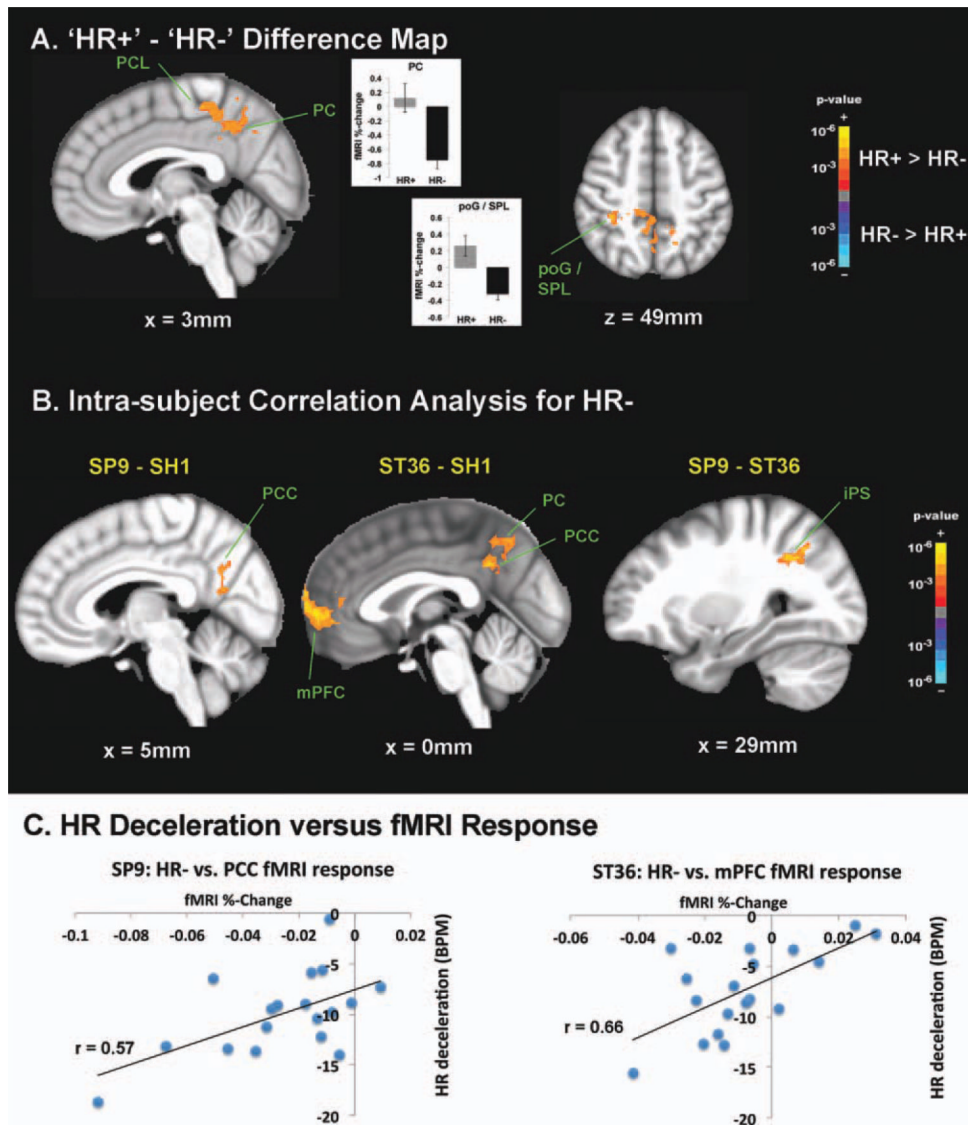 A. ‘HR+’ - ‘HR-’ Difference Map
PCL
PC
x = 3mm
PC
fMRI %-change
0.4
0.2
0
-0.2
-0.4
-0.6
-0.8
-1
HR+ HR-
poG / SPL
fMRI %-change
0.6
0.4
0.2
0
-0.2
-0.4
-0.6
HR+ HR-
poG /
SPL
z = 49mm
p-value
+
10-6
10-3
10-3
10-6
−
HR+ > HR-
HR- > HR+
B. Intra-subject Correlation Analysis for HR-
SP9 - SH1
PCC
x = 5mm
ST36 - SH1
PC
PCC
mPFC
x = 0mm
SP9 - ST36
iPS
x = 29mm
p-value
+
10-6
10-3
10-3
10-6
−
C. HR Deceleration versus fMRI Response
SP9: HR- vs. PCC fMRI response
fMRI %-Change
-0.1 -0.08 -0.06 -0.04 -0.02 0 0.02
0
-5
-10
-15
-20
HR deceleration (BPM)
r = 0.57
ST36: HR- vs. mPFC fMRI response
fMRI %-Change
-0.06 -0.04 -0.02 0 0.02 0.04
0
-5
-10
-15
-20
HR deceleration (BPM)
r = 0.66